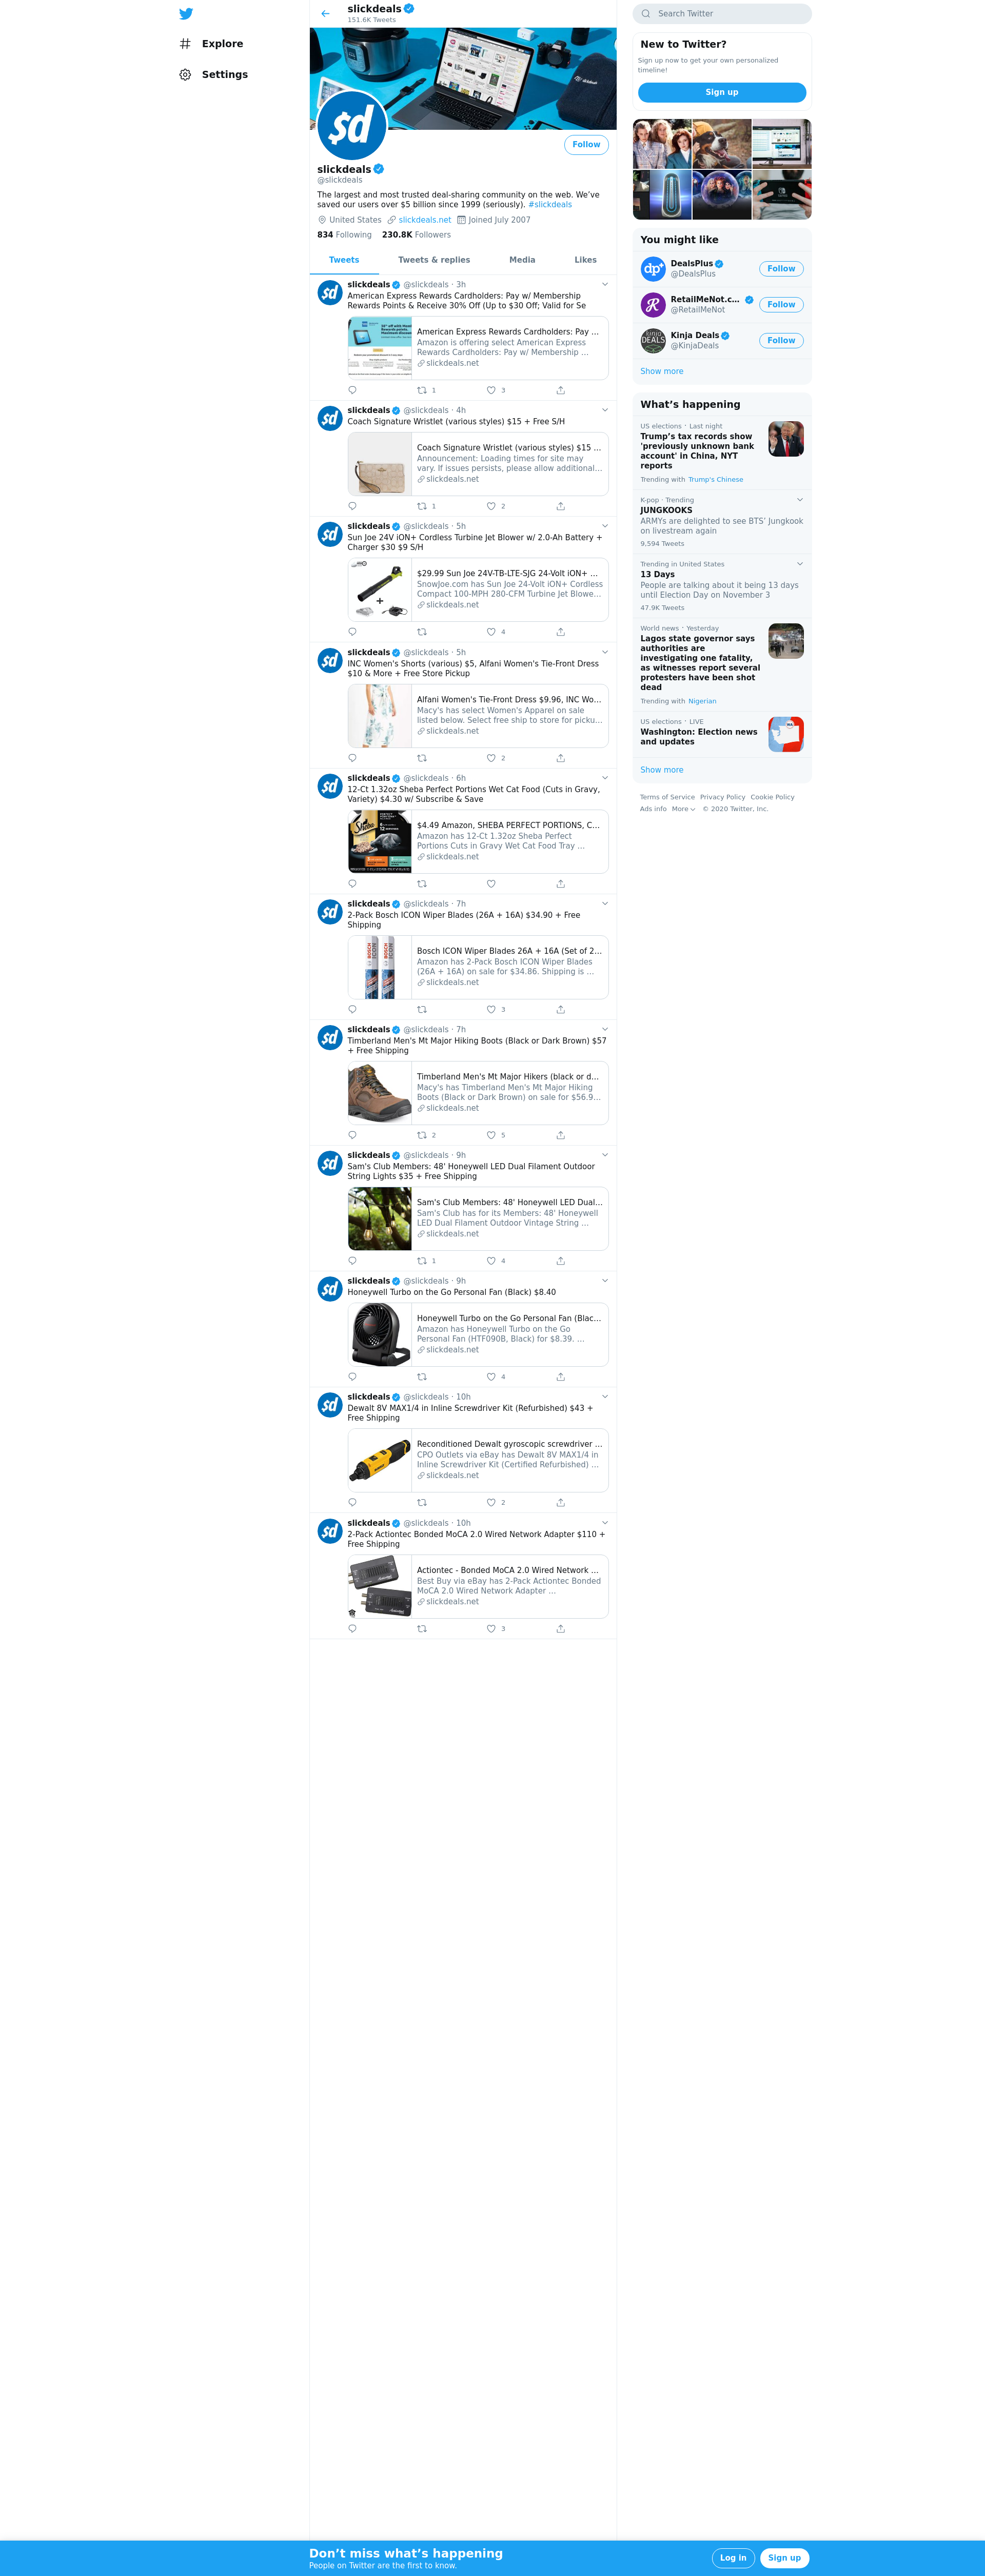 Explore
Settings
slickdeals
151.6K Tweets
$d
Follow
slickdeals
@slickdeals
The largest and most trusted deal-sharing community on the web. We've
saved our users over $5 billion since 1999 (seriously). #slickdeals
United States slickdeals.net Joined July 2007
834 Following 230.8K Followers
Tweets Tweets & replies Media Likes
slickdeals @slickdeals · 3h
American Express Rewards Cardholders: Pay w/ Membership
Rewards Points & Receive 30% Off (Up to $30 Off; Valid for Se
American Express Rewards Cardholders: Pay ...
Amazon is offering select American Express
Rewards Cardholders: Pay w/ Membership ...
slickdeals.net
1 3
slickdeals @slickdeals · 4h
Coach Signature Wristlet (various styles) $15 + Free S/H
Coach Signature Wristlet (various styles) $15 ...
Announcement: Loading times for site may
vary. If issues persists, please allow additional...
slickdeals.net
1 2
slickdeals @slickdeals · 5h
Sun Joe 24V iON+ Cordless Turbine Jet Blower w/ 2.0-Ah Battery +
Charger $30 $9 S/H
$29.99 Sun Joe 24V-TB-LTE-SJG 24-Volt iON+ ...
SnowJoe.com has Sun Joe 24-Volt iON+ Cordless
Compact 100-MPH 280-CFM Turbine Jet Blowe...
slickdeals.net
4
slickdeals @slickdeals · 5h
INC Women's Shorts (various) $5, Alfani Women's Tie-Front Dress
$10 & More + Free Store Pickup
Alfani Women's Tie-Front Dress $9.96, INC Wo...
Macy's has select Women's Apparel on sale
listed below. Select free ship to store for picku...
slickdeals.net
2
slickdeals @slickdeals · 6h
12-Ct 1.32oz Sheba Perfect Portions Wet Cat Food (Cuts in Gravy,
Variety) $4.30 w/ Subscribe & Save
Sheba
$4.49 Amazon, SHEBA PERFECT PORTIONS, C...
Amazon has 12-Ct 1.32oz Sheba Perfect
Portions Cuts in Gravy Wet Cat Food Tray ...
slickdeals.net
slickdeals @slickdeals · 7h
2-Pack Bosch ICON Wiper Blades (26A + 16A) $34.90 + Free
Shipping
BOSCH ICON BOSCH ICON
Bosch ICON Wiper Blades 26A + 16A (Set of 2...
Amazon has 2-Pack Bosch ICON Wiper Blades
(26A + 16A) on sale for $34.86. Shipping is ...
slickdeals.net
3
slickdeals @slickdeals · 7h
Timberland Men's Mt Major Hiking Boots (Black or Dark Brown) $57
+ Free Shipping
Timberland Men's Mt Major Hikers (black or d...
Macy's has Timberland Men's Mt Major Hiking
Boots (Black or Dark Brown) on sale for $56.9...
slickdeals.net
2 5
slickdeals @slickdeals · 9h
Sam's Club Members: 48' Honeywell LED Dual Filament Outdoor
String Lights $35 + Free Shipping
Sam's Club Members: 48' Honeywell LED Dual...
Sam's Club has for its Members: 48' Honeywell
LED Dual Filament Outdoor Vintage String ...
slickdeals.net
1 4
slickdeals @slickdeals · 9h
Honeywell Turbo on the Go Personal Fan (Black) $8.40
Honeywell Turbo on the Go Personal Fan (Blac...
Amazon has Honeywell Turbo on the Go
Personal Fan (HTF090B, Black) for $8.39. ...
slickdeals.net
4
slickdeals @slickdeals · 10h
Dewalt 8V MAX1/4 in Inline Screwdriver Kit (Refurbished) $43 +
Free Shipping
Reconditioned Dewalt gyroscopic screwdriver ...
CPO Outlets via eBay has Dewalt 8V MAX1/4 in
Inline Screwdriver Kit (Certified Refurbished) ...
slickdeals.net
2
slickdeals @slickdeals · 10h
2-Pack Actiontec Bonded MoCA 2.0 Wired Network Adapter $110 +
Free Shipping
Actiontec - Bonded MoCA 2.0 Wired Network ...
Best Buy via eBay has 2-Pack Actiontec Bonded
MoCA 2.0 Wired Network Adapter ...
slickdeals.net
3
Search Twitter
New to Twitter?
Sign up now to get your own personalized
timeline!
Sign up
You might like
dp+
DealsPlus
@DealsPlus
Follow
RetailMeNot.c...
@RetailMeNot
Follow
kinja DEALS
Kinja Deals
@KinjaDeals
Follow
Show more
What's happening
US elections · Last night
Trump's tax records show
'previously unknown bank
account' in China, NYT
reports
Trending with Trump's Chinese
K-pop · Trending
JUNGKOOKS
ARMYs are delighted to see BTS' Jungkook
on livestream again
9,594 Tweets
Trending in United States
13 Days
People are talking about it being 13 days
until Election Day on November 3
47.9K Tweets
World news · Yesterday
Lagos state governor says
authorities are
investigating one fatality,
as witnesses report several
protesters have been shot
dead
Trending with Nigerian
US elections · LIVE
Washington: Election news
and updates
Show more
Terms of Service Privacy Policy Cookie Policy
Ads info More © 2020 Twitter, Inc.
Don't miss what's happening
People on Twitter are the first to know.
Log in Sign up